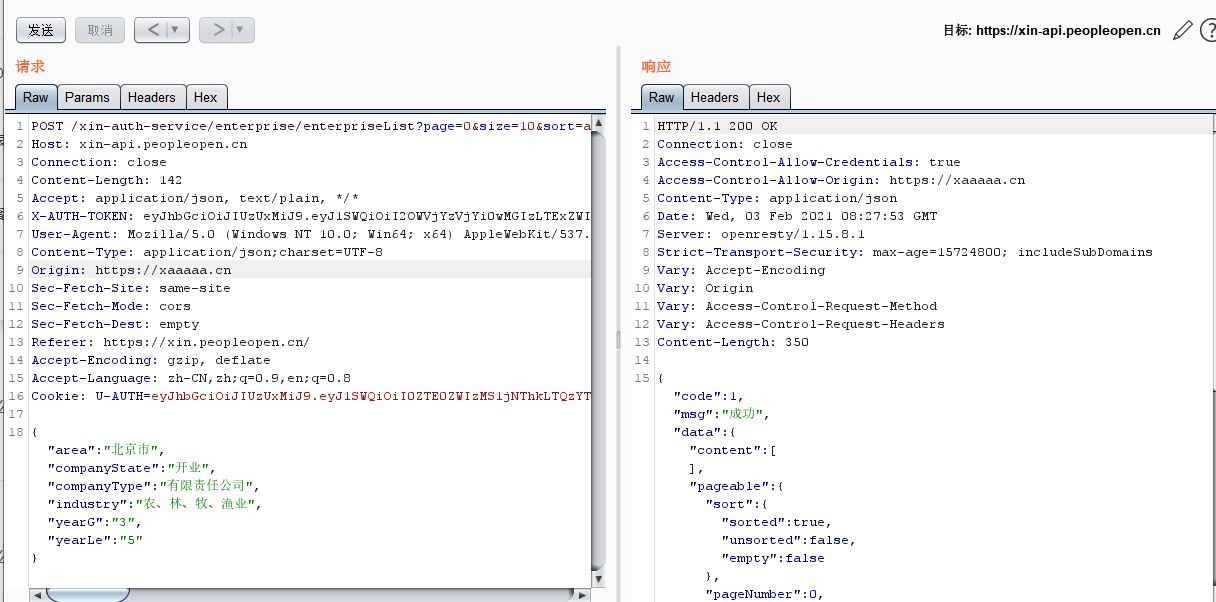 发送 取消 < ▼ > ▼ 目标: https://xin-api.peopleopen.cn
请求
Raw Params Headers Hex
1 POST /xin-auth-service/enterprise/enterpriseList?page=0&size=10&sort=a
2 Host: xin-api.peopleopen.cn
3 Connection: close
4 Content-Length: 142
5 Accept: application/json, text/plain, */*
6 X-AUTH-TOKEN:
7 User-Agent: Mozilla/5.0 (Windows NT 10.0; Win64; x64) AppleWebKit/537.
8 Content-Type: application/json;charset=UTF-8
9 Origin: https://xaaaaa.cn
10 Sec-Fetch-Site: same-site
11 Sec-Fetch-Mode: cors
12 Sec-Fetch-Dest: empty
13 Referer: https://xin.peopleopen.cn/
14 Accept-Encoding: gzip, deflate
15 Accept-Language: zh-CN,zh;q=0.9,en;q=0.8
16 Cookie:
17
18 {
"area":"北京市",
"companyState":"开业",
"companyType":"有限责任公司",
"industry":"农、林、牧、渔业",
"yearG":"3",
"yearLe":"5"
}
响应
Raw Headers Hex
1 HTTP/1.1 200 OK
2 Connection: close
3 Access-Control-Allow-Credentials: true
4 Access-Control-Allow-Origin: https://xaaaaa.cn
5 Content-Type: application/json
6 Date: Wed, 03 Feb 2021 08:27:53 GMT
7 Server: openresty/1.15.8.1
8 Strict-Transport-Security: max-age=15724800; includeSubDomains
9 Vary: Accept-Encoding
10 Vary: Origin
11 Vary: Access-Control-Request-Method
12 Vary: Access-Control-Request-Headers
13 Content-Length: 350
14
15 {
"code":1,
"msg":"成功",
"data":{
"content":[
],
"pageable":{
"sort":{
"sorted":true,
"unsorted":false,
"empty":false
},
"pageNumber":0,